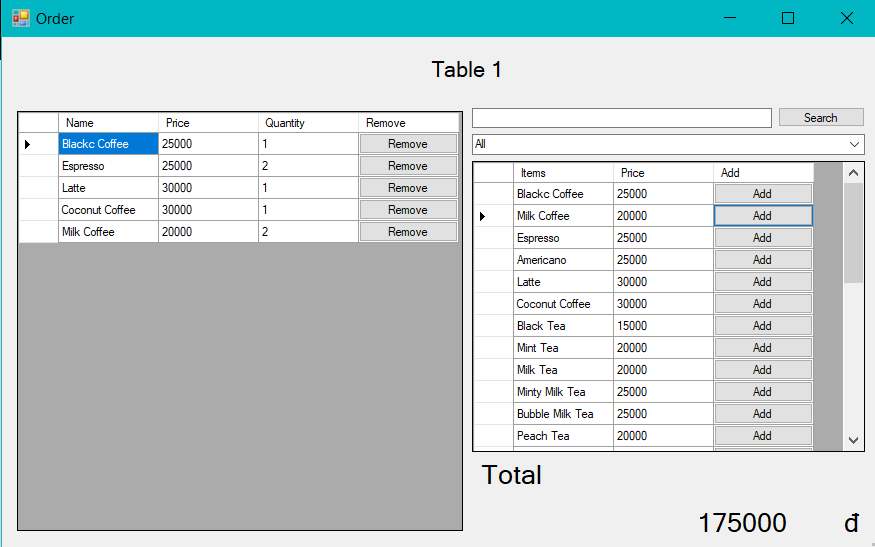 Order
Table 1
Name Price Quantity Remove
Blackc Coffee 25000 1 Remove
Espresso 25000 2 Remove
Latte 30000 1 Remove
Coconut Coffee 30000 1 Remove
Milk Coffee 20000 2 Remove
Search
All
Items Price Add
Blackc Coffee 25000 Add
Milk Coffee 20000 Add
Espresso 25000 Add
Americano 25000 Add
Latte 30000 Add
Coconut Coffee 30000 Add
Black Tea 15000 Add
Mint Tea 20000 Add
Milk Tea 20000 Add
Minty Milk Tea 25000 Add
Bubble Milk Tea 25000 Add
Peach Tea 20000 Add
Total
175000 đ